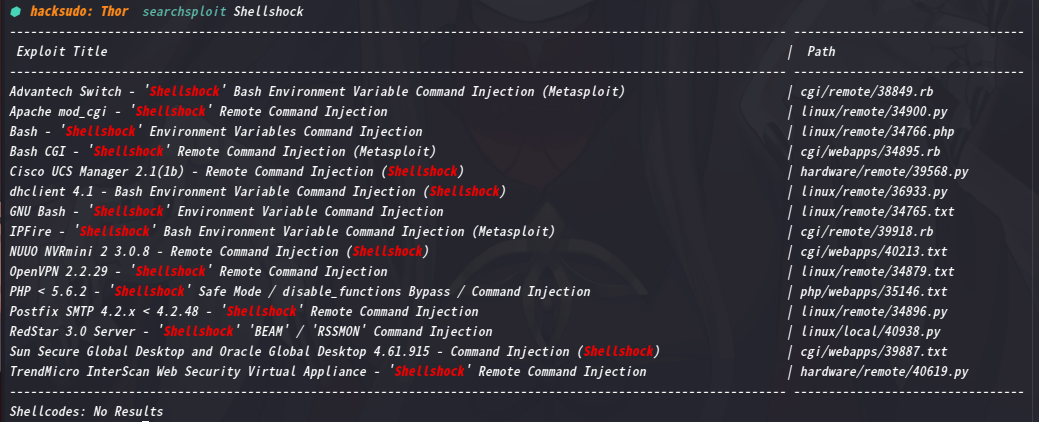 hacksudo: Thor searchsploit Shellshock
--------------------------------------------------------------------------------------------------------------- ---------------------------------
Exploit Title | Path
--------------------------------------------------------------------------------------------------------------- ---------------------------------
Advantech Switch - 'Shellshock' Bash Environment Variable Command Injection (Metasploit) | cgi/remote/38849.rb
Apache mod_cgi - 'Shellshock' Remote Command Injection | linux/remote/34900.py
Bash - 'Shellshock' Environment Variables Command Injection | linux/remote/34766.php
Bash CGI - 'Shellshock' Remote Command Injection (Metasploit) | cgi/webapps/34895.rb
Cisco UCS Manager 2.1(1b) - Remote Command Injection (Shellshock) | hardware/remote/39568.py
dhclient 4.1 - Bash Environment Variable Command Injection (Shellshock) | linux/remote/36933.py
GNU Bash - 'Shellshock' Environment Variable Command Injection | linux/remote/34765.txt
IPFire - 'Shellshock' Bash Environment Variable Command Injection (Metasploit) | cgi/remote/39918.rb
NUUO NVRmini 2 3.0.8 - Remote Command Injection (Shellshock) | cgi/webapps/40213.txt
OpenVPN 2.2.29 - 'Shellshock' Remote Command Injection | linux/remote/34879.txt
PHP < 5.6.2 - 'Shellshock' Safe Mode / disable_functions Bypass / Command Injection | php/webapps/35146.txt
Postfix SMTP 4.2.x < 4.2.48 - 'Shellshock' Remote Command Injection | linux/remote/34896.py
RedStar 3.0 Server - 'Shellshock' 'BEAM' / 'RSSMON' Command Injection | linux/local/40938.py
Sun Secure Global Desktop and Oracle Global Desktop 4.61.915 - Command Injection (Shellshock) | cgi/webapps/39887.txt
TrendMicro InterScan Web Security Virtual Appliance - 'Shellshock' Remote Command Injection | hardware/remote/40619.py
--------------------------------------------------------------------------------------------------------------- ---------------------------------
Shellcodes: No Results